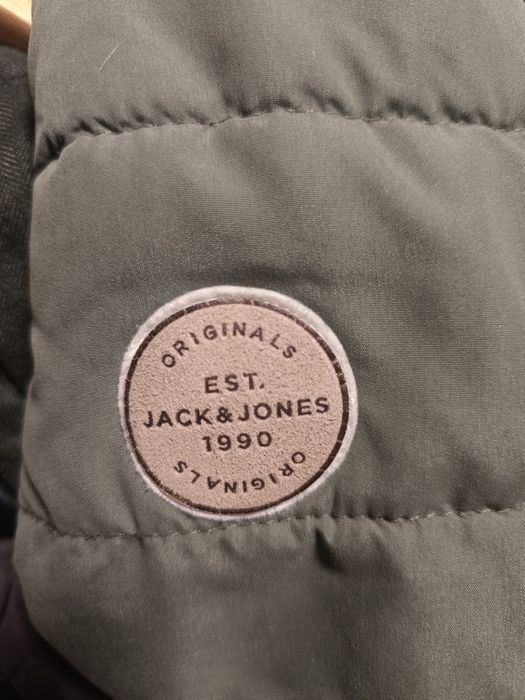 ORIGINALS
EST.
JACK&JONES
1990
ORIGINALS